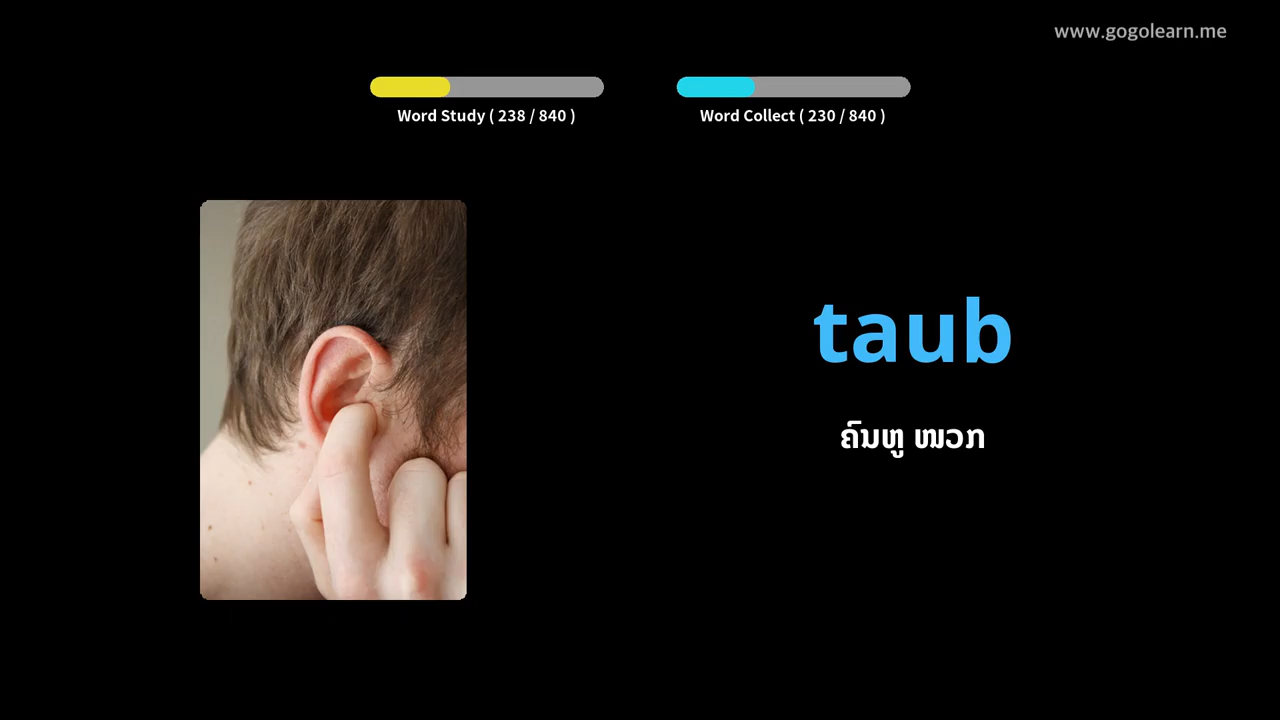 www.gogolearn.me
Word Study ( 238 / 840 )
Word Collect ( 230 / 840 )
taub
ຄົນຫູ ໜວກ